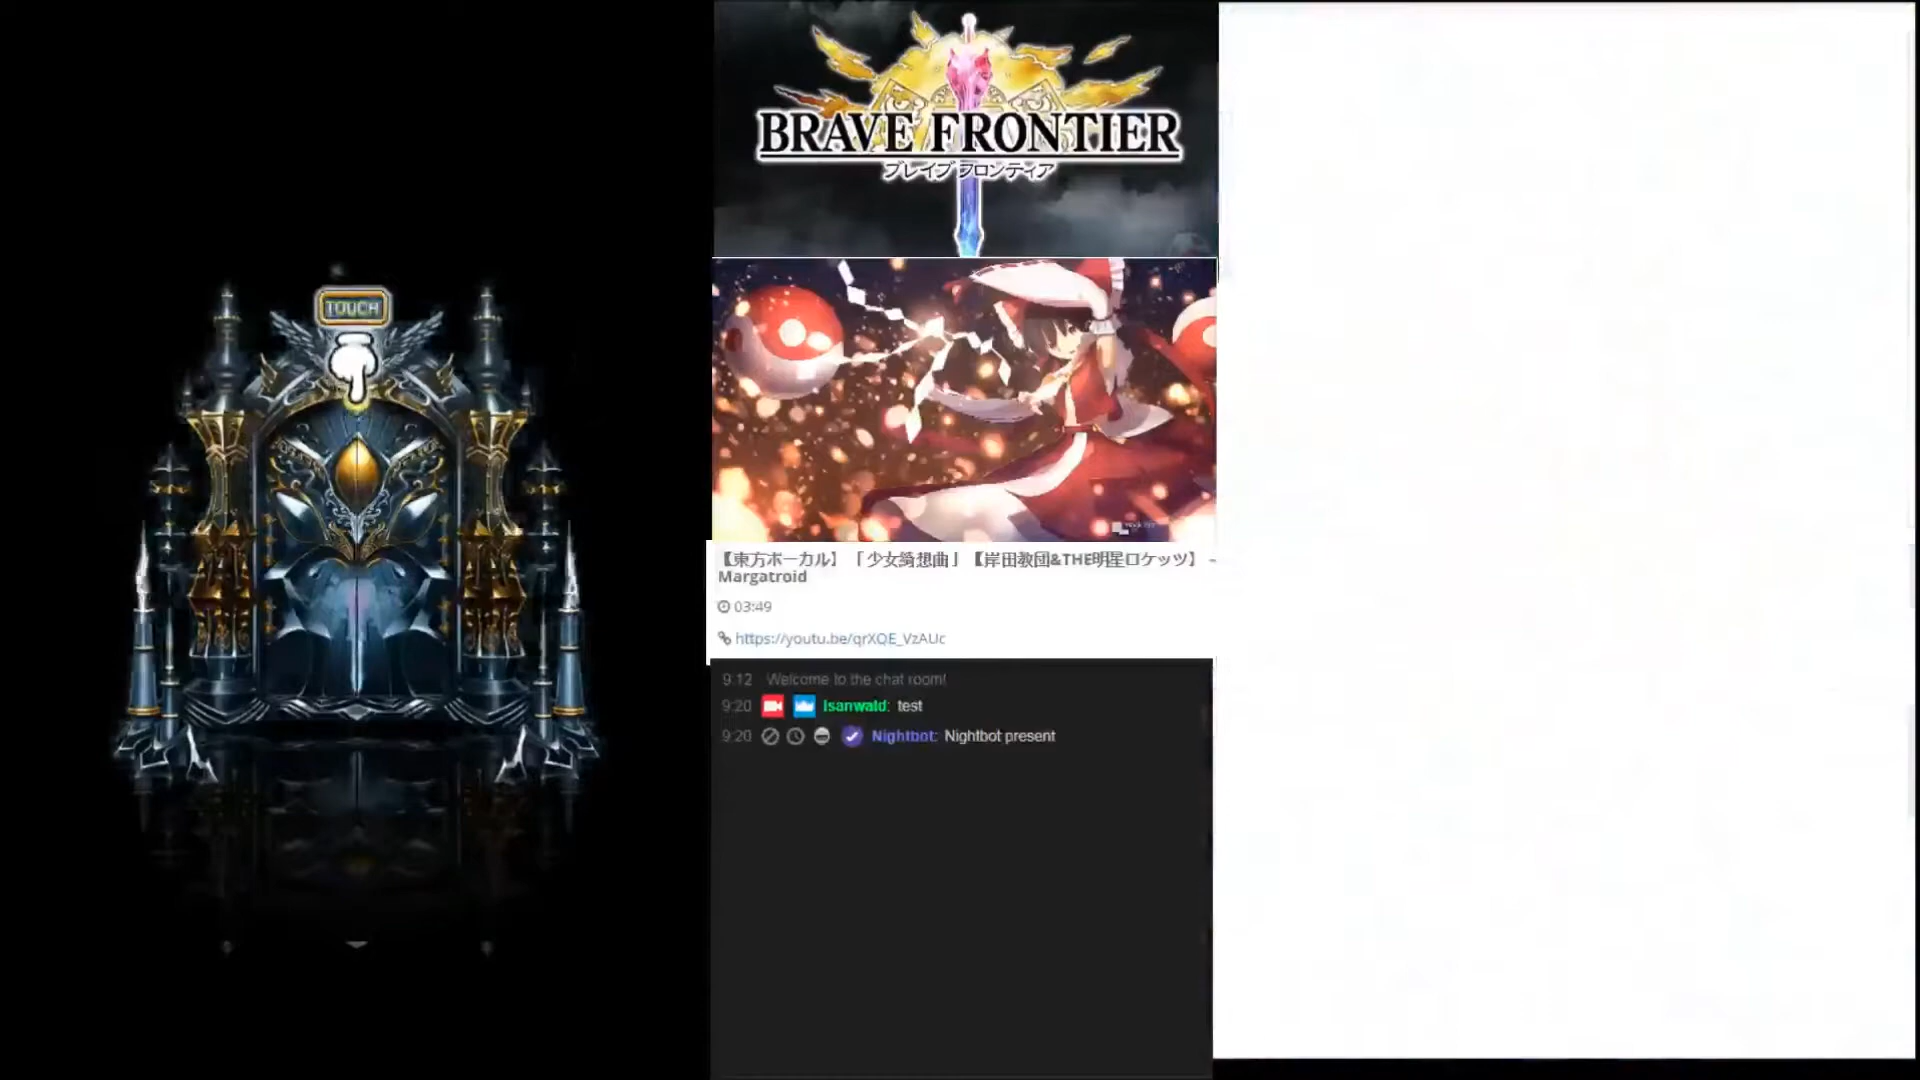 TOUCH
BRAVE FRONTIER
ブレイブ フロンティア
【東方ボーカル】 「少女綺想曲」 【岸田教団&THE明星ロケッツ】 -
Margatroid
03:49
https://youtu.be/qrXQE_VzAUc
9:12 Welcome to the chat room!
9:20 Isanwald: test
9:20 Nightbot: Nightbot present